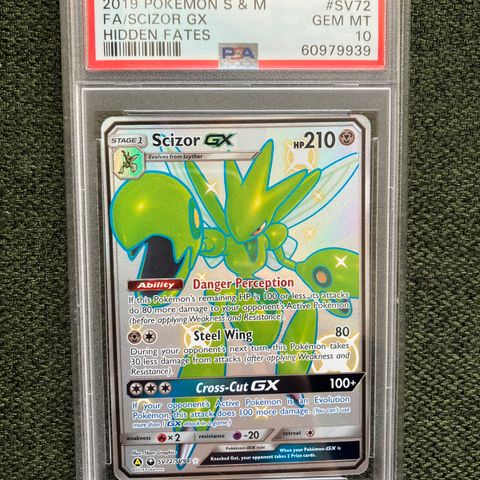 2019 POKEMON S & M
#SV72
FA/SCIZOR GX
GEM MT
HIDDEN FATES
10
PSA
60979939
STAGE 1
Scizor GX
HP210
Evolves from Scyther
Ability
Danger Perception
If this Pokémon's remaining HP is 100 or less, its attacks
do 80 more damage to your opponent's Active Pokémon
(before applying Weakness and Resistance).
Steel Wing
80
During your opponent's next turn, this Pokémon takes
30 less damage from attacks (after applying Weakness
and Resistance).
Cross-Cut GX
100+
If your opponent's Active Pokémon is an Evolution
Pokémon, this attack does 100 more damage. (You can't use
more than 1 GX attack in a game.)
weakness
×2
resistance
-20
retreat
Pokémon-GX rule
When your Pokémon-GX is
Knocked Out, your opponent takes 2 Prize cards.
SV72/SV94